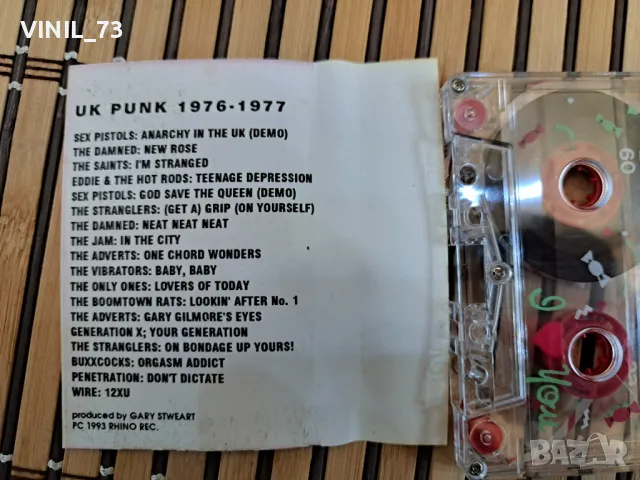 VINIL_73
UK PUNK 1976-1977
SEX PISTOLS: ANARCHY IN THE UK (DEMO)
THE DAMNED: NEW ROSE
THE SAINTS: I'M STRANGED
EDDIE & THE HOT RODS: TEENAGE DEPRESSION
SEX PISTOLS: GOD SAVE THE QUEEN (DEMO)
THE STRANGLERS: (GET A) GRIP (ON YOURSELF)
THE DAMNED: NEAT NEAT NEAT
THE JAM: IN THE CITY
THE ADVERTS: ONE CHORD WONDERS
THE VIBRATORS: BABY, BABY
THE ONLY ONES: LOVERS OF TODAY
THE BOOMTOWN RATS: LOOKIN' AFTER No. 1
THE ADVERTS: GARY GILMORE'S EYES
GENERATION X; YOUR GENERATION
THE STRANGLERS: ON BONDAGE UP YOURS!
BUXXCOCKS: ORGASM ADDICT
PENETRATION: DON'T DICTATE
WIRE: 12XU
produced by GARY STWEART
PC 1993 RHINO REC.
60
I
You
bazar